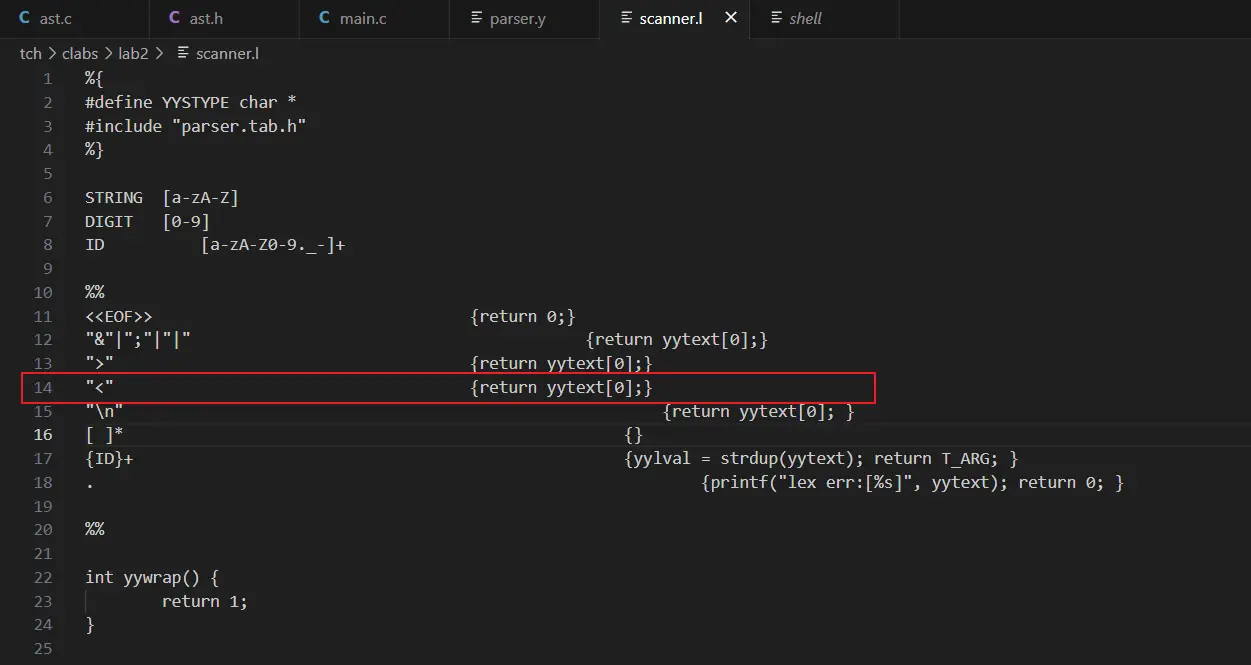 C ast.c C ast.h C main.c parser.y scanner.l × shell
tch > clabs > lab2 > scanner.l
1 %{
2 #define YYSTYPE char *
3 #include "parser.tab.h"
4 %}
5
6 STRING [a-zA-Z]
7 DIGIT [0-9]
8 ID [a-zA-Z0-9._-]+
9
10 %%
11 <<EOF>> {return 0;}
12 "&"|";"|"|" {return yytext[0];}
13 ">" {return yytext[0];}
14 "<" {return yytext[0];}
15 "\n" {return yytext[0]; }
16 [ ]* {}
17 {ID}+ {yylval = strdup(yytext); return T_ARG; }
18 . {printf("lex err:[%s]", yytext); return 0; }
19
20 %%
21
22 int yywrap() {
23 return 1;
24 }
25